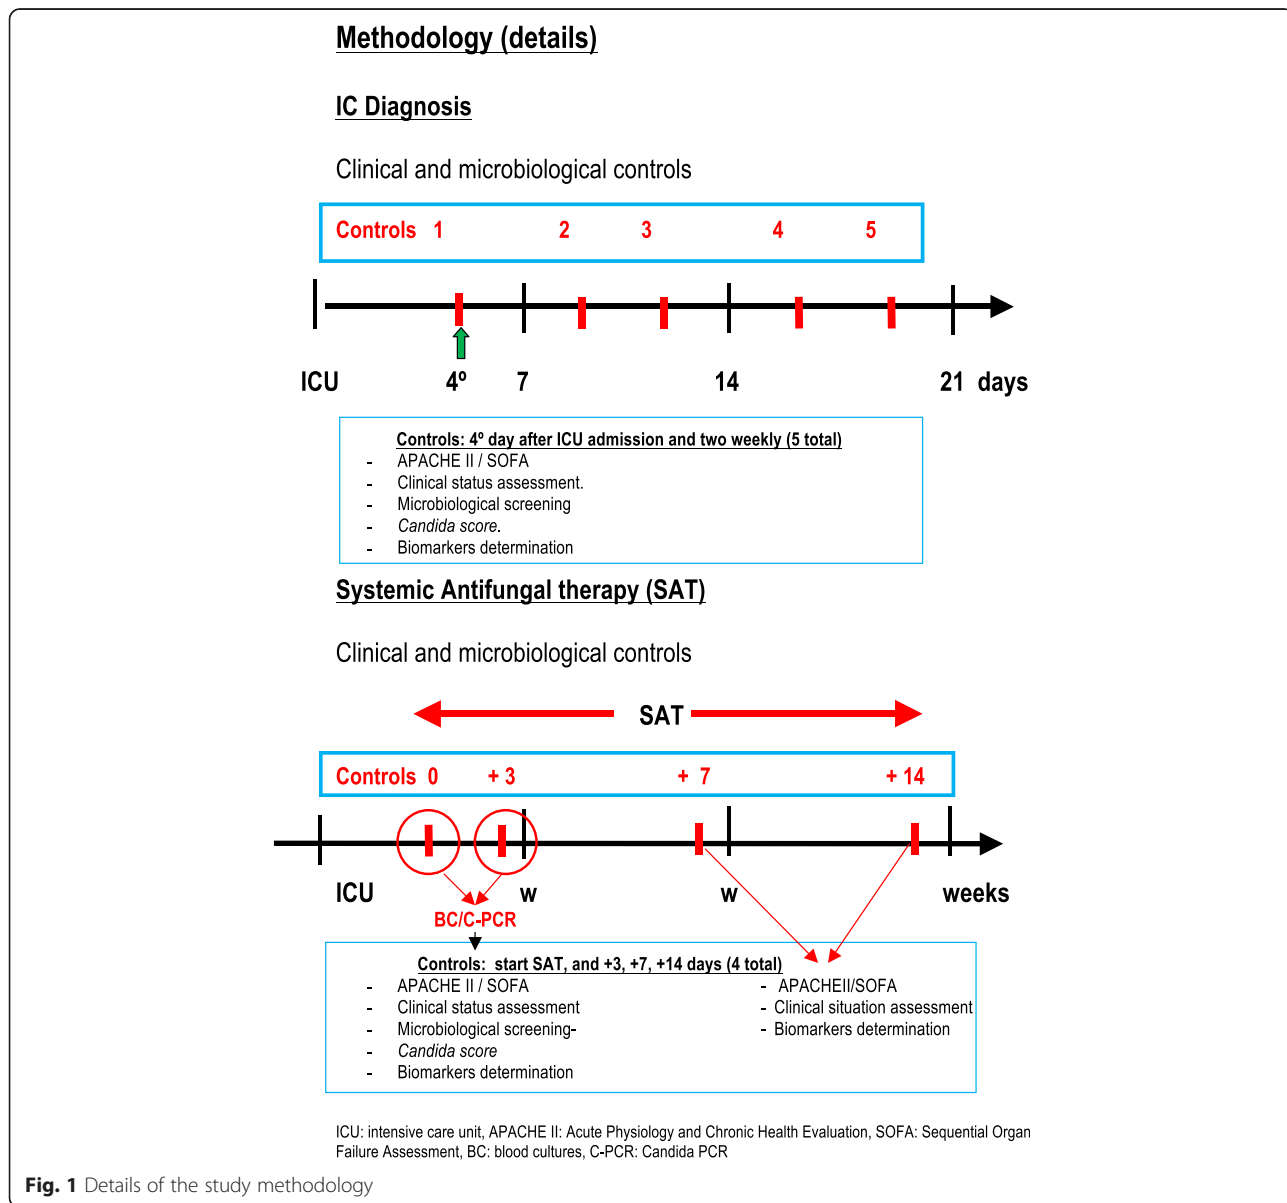 Methodology (details)
IC Diagnosis
Clinical and microbiological controls
Controls 1 2 3 4 5
ICU 4º 7 14 21 days
Controls: 4º day after ICU admission and two weekly (5 total)
- APACHE II / SOFA
- Clinical status assessment.
- Microbiological screening
- Candida score.
- Biomarkers determination
Systemic Antifungal therapy (SAT)
Clinical and microbiological controls
SAT
Controls 0 + 3 + 7 + 14
ICU w w weeks
BC/C-PCR
Controls: start SAT, and +3, +7, +14 days (4 total)
- APACHE II / SOFA
- Clinical status assessment
- Microbiological screening-
- Candida score
- Biomarkers determination
- APACHEII/SOFA
- Clinical situation assessment
- Biomarkers determination
ICU: intensive care unit, APACHE II: Acute Physiology and Chronic Health Evaluation, SOFA: Sequential Organ
Failure Assessment, BC: blood cultures, C-PCR: Candida PCR
Fig. 1 Details of the study methodology